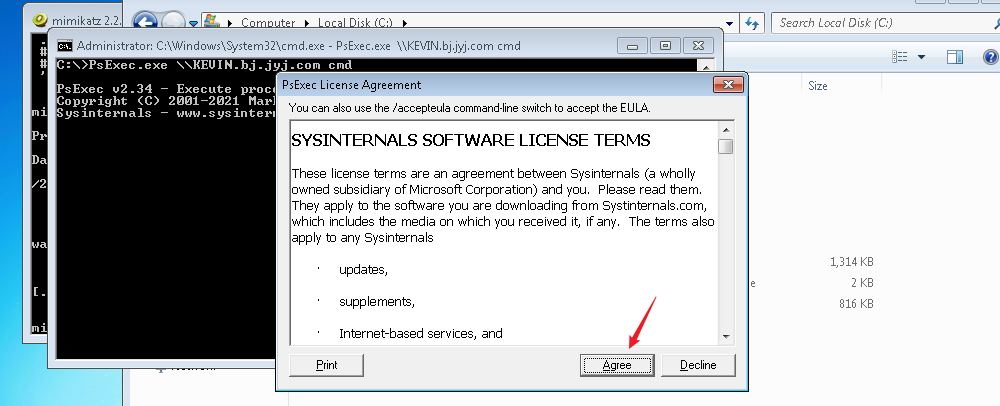 mimikatz 2.2.
Computer
Local Disk (C:)
Search Local Disk (C:)
Administrator: C:\Windows\System32\cmd.exe - PsExec.exe \\KEVIN.bj.jyj.com cmd
C:\>PsExec.exe \\KEVIN.bj.jyj.com cmd
PsExec v2.34 - Execute
Copyright (C) 2001-2021
Sysinternals -
Size
1,314 KB
2 KB
816 KB
PsExec License Agreement
You can also use the /accepteula command-line switch to accept the EULA.
SYSINTERNALS SOFTWARE LICENSE TERMS
These license terms are an agreement between Sysinternals (a wholly
owned subsidiary of Microsoft Corporation) and you. Please read them.
They apply to the software you are downloading from Systinternals.com,
which includes the media on which you received it, if any. The terms also
apply to any Sysinternals
· updates,
· supplements,
· Internet-based services, and
Print
Agree
Decline